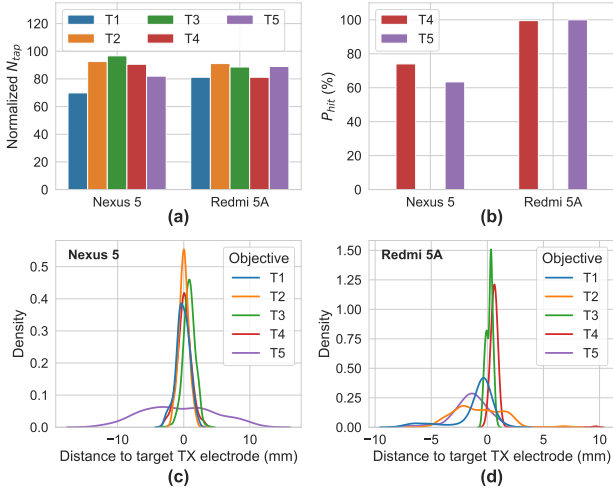 T1 T3 T5
T2 T4
Normalized N_tap
120
100
80
60
40
20
0
Nexus 5 Redmi 5A
(a)
T4
T5
P_hit (%)
100
80
60
40
20
0
Nexus 5 Redmi 5A
(b)
Nexus 5
Objective
T1
T2
T3
T4
T5
Density
0.5
0.4
0.3
0.2
0.1
0.0
−10 0 10
Distance to target TX electrode (mm)
(c)
Redmi 5A
Objective
T1
T2
T3
T4
T5
Density
1.50
1.25
1.00
0.75
0.50
0.25
0.00
−10 −5 0 5 10
Distance to target TX electrode (mm)
(d)